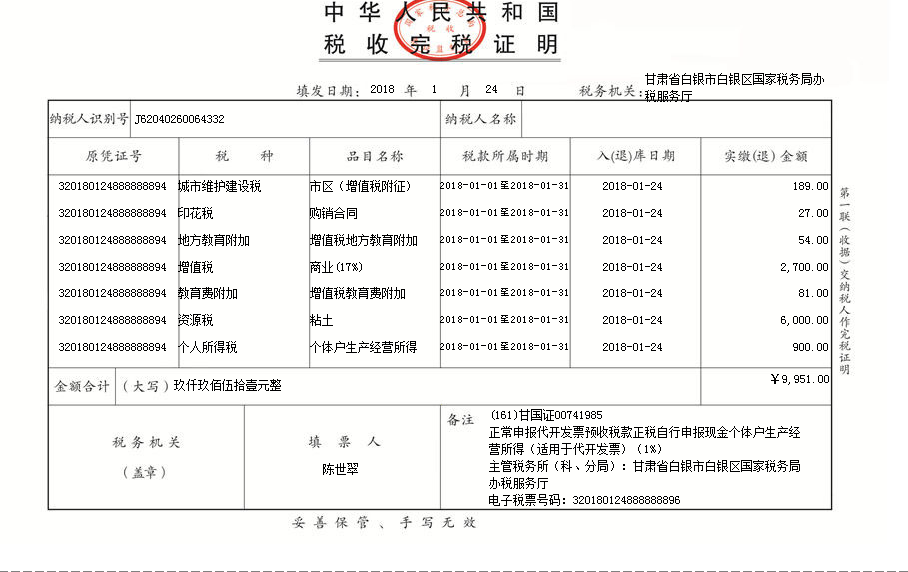 中华人民共和国
税收完税证明
填发日期: 2018 年 1 月 24 日 税务机关: 甘肃省白银市白银区国家税务局办
税服务厅
纳税人识别号 J62040260064332 纳税人名称
原凭证号 税 种 品目名称 税款所属时期 入(退)库日期 实缴(退)金额
320180124888888894 城市维护建设税 市区（增值税附征） 2018-01-01至2018-01-31 2018-01-24 189.00
320180124888888894 印花税 购销合同 2018-01-01至2018-01-31 2018-01-24 27.00
320180124888888894 地方教育附加 增值税地方教育附加 2018-01-01至2018-01-31 2018-01-24 54.00
320180124888888894 增值税 商业(17%) 2018-01-01至2018-01-31 2018-01-24 2,700.00
320180124888888894 教育费附加 增值税教育费附加 2018-01-01至2018-01-31 2018-01-24 81.00
320180124888888894 资源税 粘土 2018-01-01至2018-01-31 2018-01-24 6,000.00
320180124888888894 个人所得税 个体户生产经营所得 2018-01-01至2018-01-31 2018-01-24 900.00
金额合计 （大写）玖仟玖佰伍拾壹元整 ￥9,951.00
税务机关
（盖章）
填票人
陈世翠
备注 (161)甘国证00741985
正常申报代开发票预收税款正税自行申报现金个体户生产经
营所得（适用于代开发票）（1%）
主管税务所（科、分局）：甘肃省白银市白银区国家税务局
办税服务厅
电子税票号码：320180124888888896
妥善保管、手写无效
第一联（收据）交纳税人作完税证明